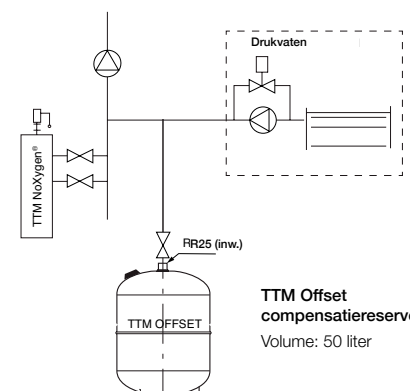 Drukvaten
TTM NoXygen®
RR25 (inw.)
TTM OFFSET
TTM Offset
compensatiereserv
Volume: 50 liter